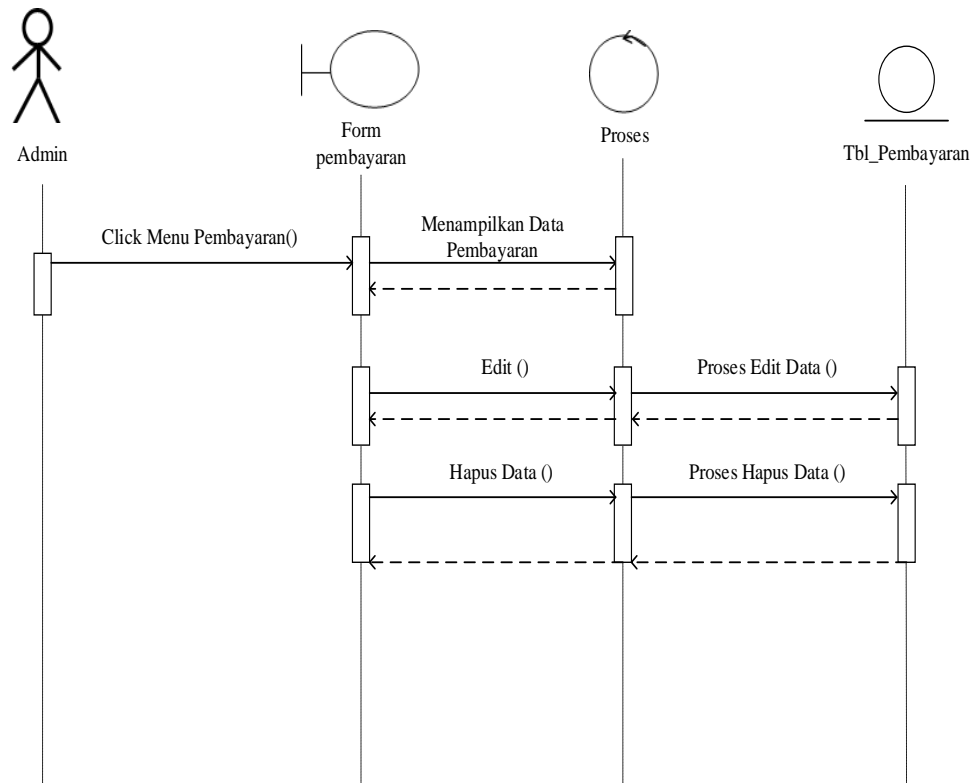 Admin
Form
pembayaran
Proses
Tbl_Pembayaran
Click Menu Pembayaran()
Menampilkan Data
Pembayaran
Edit ()
Proses Edit Data ()
Hapus Data ()
Proses Hapus Data ()